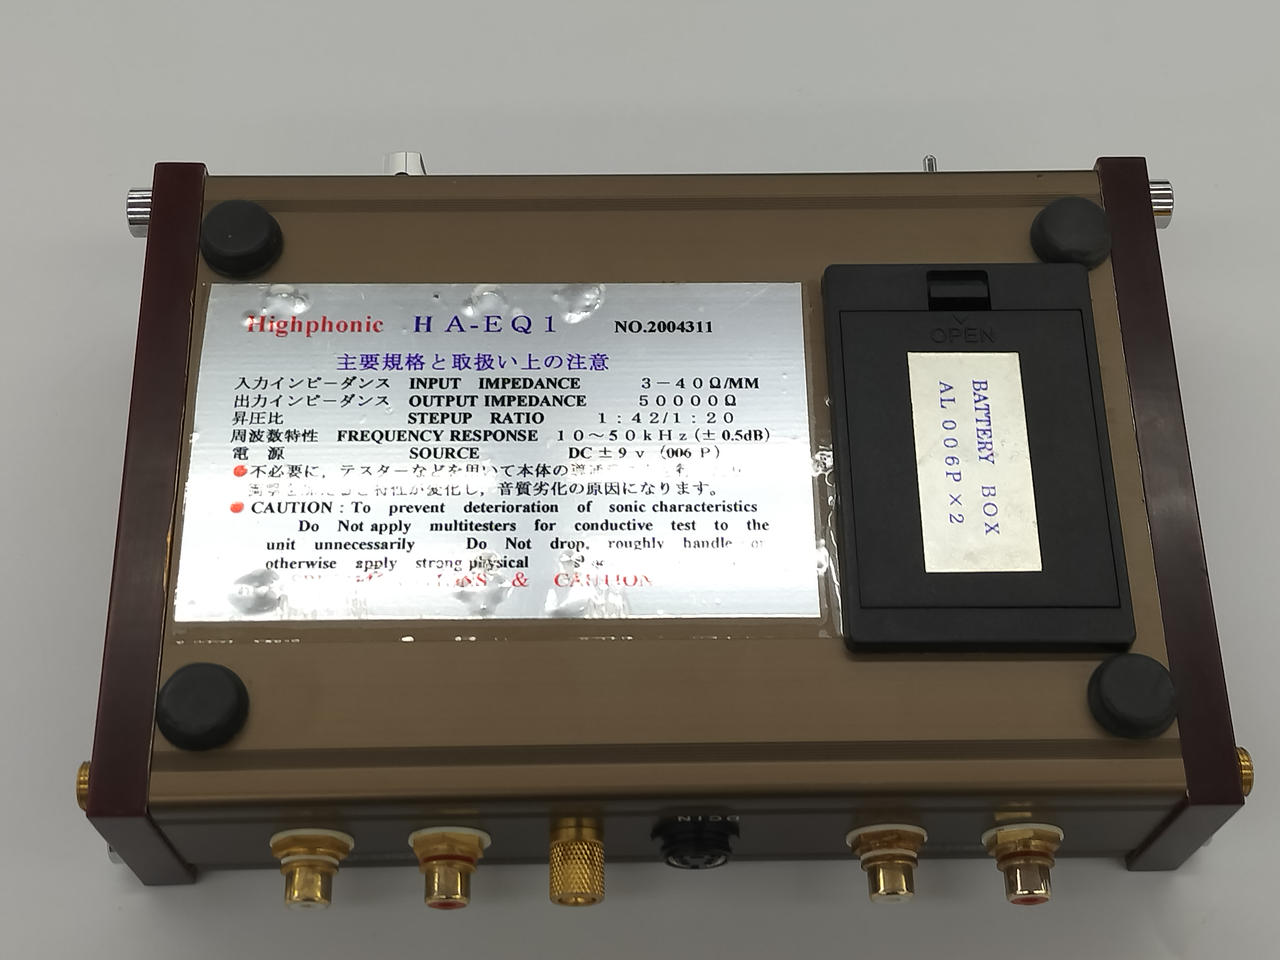 Highphonic HA-EQ1 NO.2004311
主要規格と取扱い上の注意
入力インピーダンス INPUT IMPEDANCE 3-40Ω/MM
出力インピーダンス OUTPUT IMPEDANCE 50000Ω
昇圧比 STEPUP RATIO 1:42/1:20
周波数特性 FREQUENCY RESPONSE 10~50kHz(±0.5dB)
電 源 SOURCE DC±9v (006P)
●不必要に, テスターなどを用いて本体の
特性が変化し, 音質劣化の原因になります。
●CAUTION : To prevent deterioration of sonic characteristics
Do Not apply multitesters for conductive test to the
unit unnecessarily Do Not drop, roughly handle or
otherwise apply strong physical
& CAUTION
OPEN
BATTERY BOX
AL006P×2
DC IN